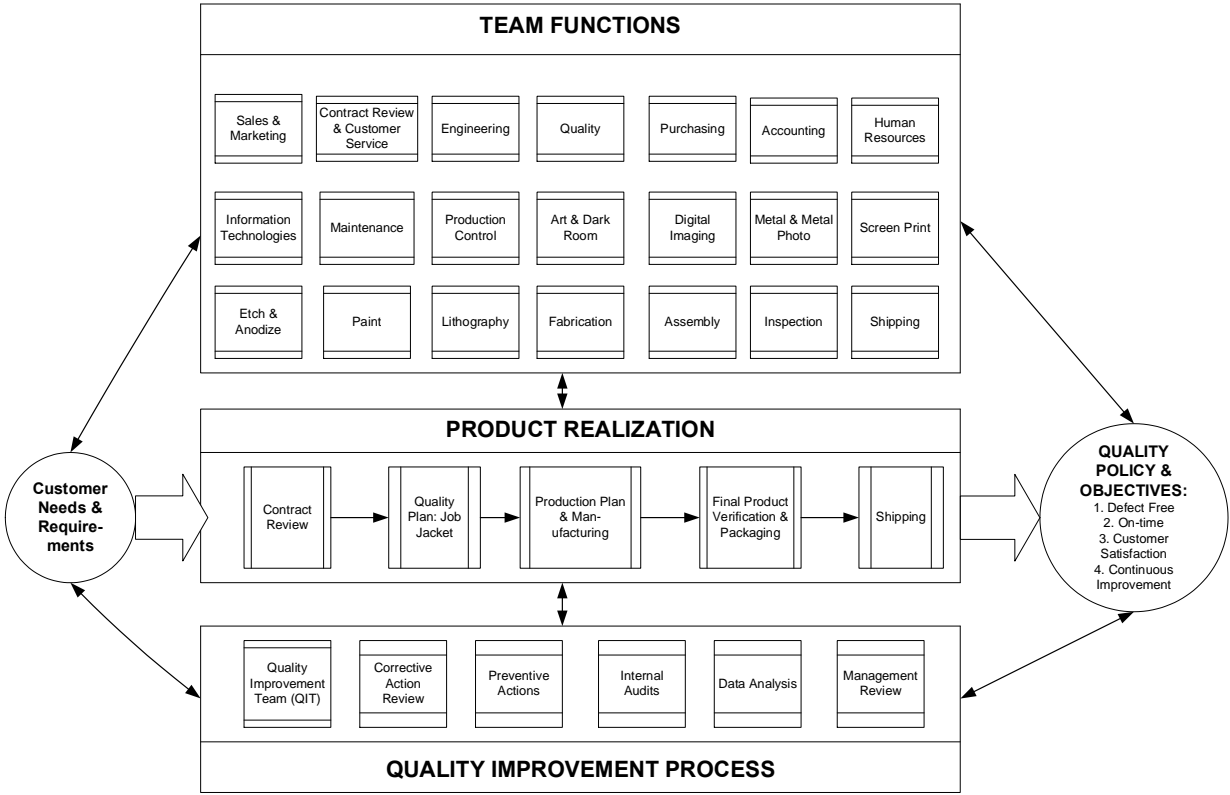 TEAM FUNCTIONS
Sales &
Marketing
Contract Review
& Customer
Service
Engineering
Quality
Purchasing
Accounting
Human
Resources
Information
Technologies
Maintenance
Production
Control
Art & Dark
Room
Digital
Imaging
Metal & Metal
Photo
Screen Print
Etch &
Anodize
Paint
Lithography
Fabrication
Assembly
Inspection
Shipping
PRODUCT REALIZATION
Customer
Needs &
Require-
ments
Contract
Review
Quality
Plan: Job
Jacket
Production Plan
& Man-
ufacturing
Final Product
Verification &
Packaging
Shipping
QUALITY
POLICY &
OBJECTIVES:
1. Defect Free
2. On-time
3. Customer
Satisfaction
4. Continuous
Improvement
Quality
Improvement
Team (QIT)
Corrective
Action
Review
Preventive
Actions
Internal
Audits
Data Analysis
Management
Review
QUALITY IMPROVEMENT PROCESS